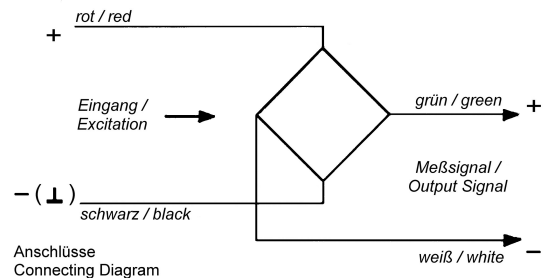 rot / red
+
Eingang /
Excitation
grün / green
+
Meßsignal /
Output Signal
– (⊥)
schwarz / black
weiß / white
–
Anschlüsse
Connecting Diagram